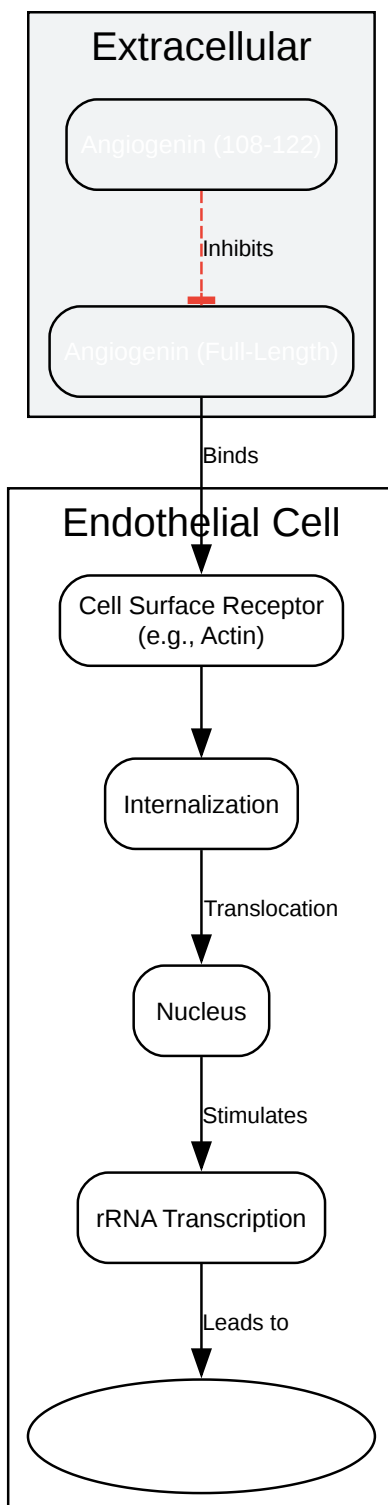 Extracellular
Angiogenin (108-122)
Inhibits
Angiogenin (Full-Length)
Binds
Endothelial Cell
Cell Surface Receptor
(e.g., Actin)
Internalization
Translocation
Nucleus
Stimulates
rRNA Transcription
Leads to